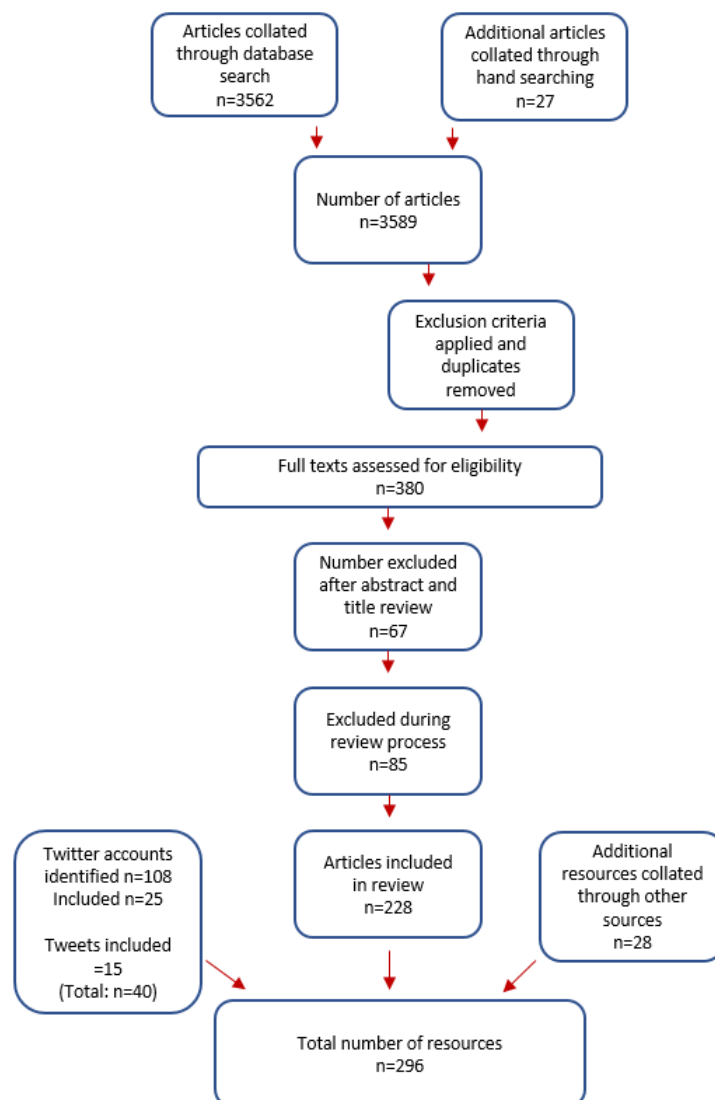 Articles collated
through database
search
n=3562
Additional articles
collated through
hand searching
n=27
Number of articles
n=3589
Exclusion criteria
applied and
duplicates
removed
Full texts assessed for eligibility
n=380
Number excluded
after abstract and
title review
n=67
Excluded during
review process
n=85
Twitter accounts
identified n=108
Included n=25
Tweets included
=15
(Total: n=40)
Articles included
in review
n=228
Additional
resources collated
through other
sources
n=28
Total number of resources
n=296